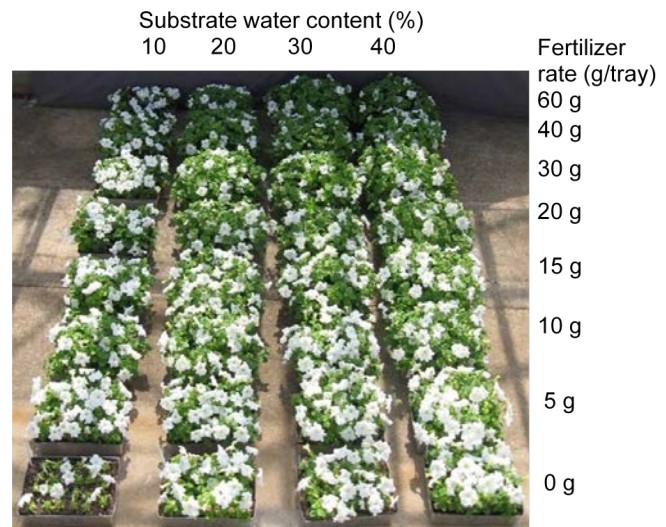 Substrate water content (%)
10 20 30 40
Fertilizer
rate (g/tray)
60 g
40 g
30 g
20 g
15 g
10 g
5 g
0 g